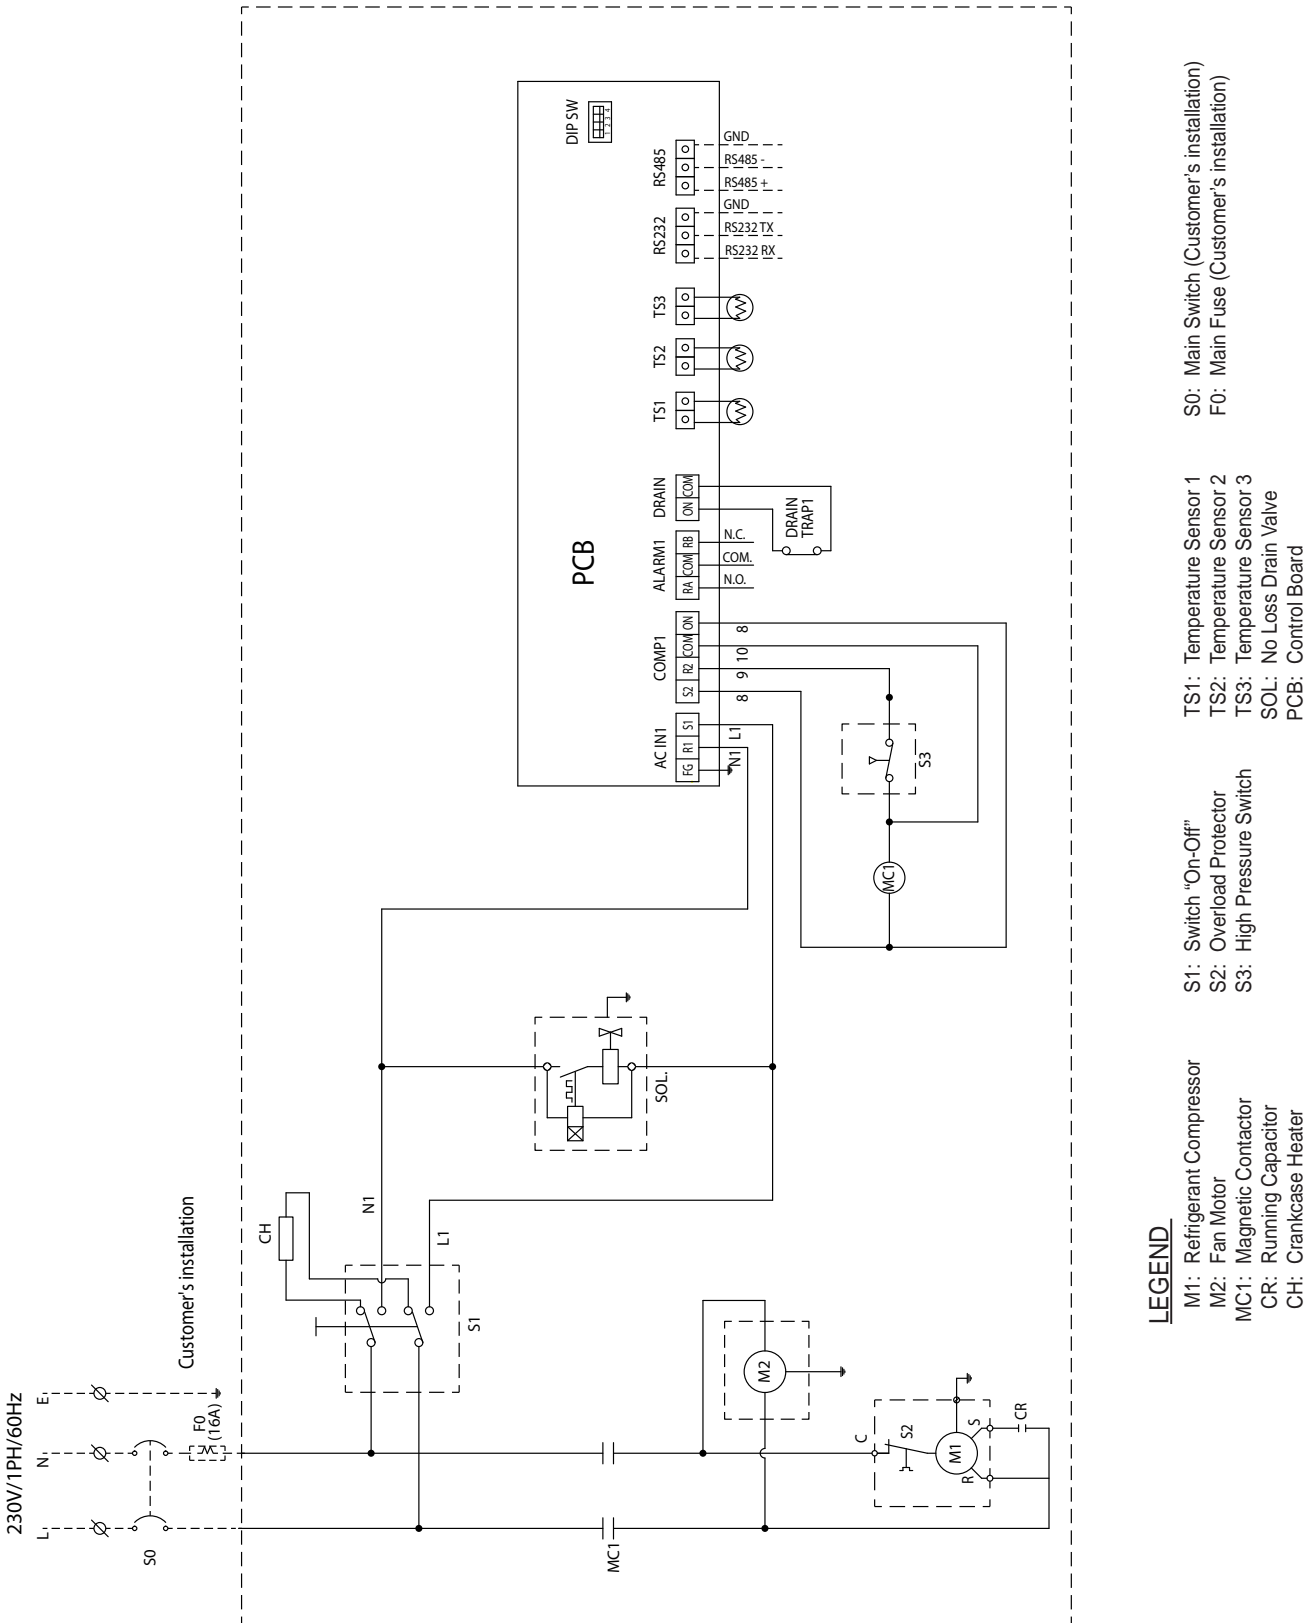 230V/1PH/60Hz
L
N
E
S0
F0
(16A)
Customer's installation
CH
N1
L1
S1
MC1
M2
C
S2
M1
S
R
CR
SOL.
PCB
DIP SW
1 2 3 4
AC IN1
FG R1 S1
N1
L1
COMP1
S2 R2 COM ON
8
9
10
8
ALARM1
RA COM RB
N.O.
COM.
N.C.
DRAIN
ON COM
DRAIN
TRAP1
TS1
TS2
TS3
RS232
RS232 RX
RS232 TX
GND
RS485
RS485 +
RS485 -
GND
S3
MC1
LEGEND
M1: Refrigerant Compressor
M2: Fan Motor
MC1: Magnetic Contactor
CR: Running Capacitor
CH: Crankcase Heater
S1: Switch “On-Off”
S2: Overload Protector
S3: High Pressure Switch
TS1: Temperature Sensor 1
TS2: Temperature Sensor 2
TS3: Temperature Sensor 3
SOL: No Loss Drain Valve
PCB: Control Board
S0: Main Switch (Customer's installation)
F0: Main Fuse (Customer's installation)